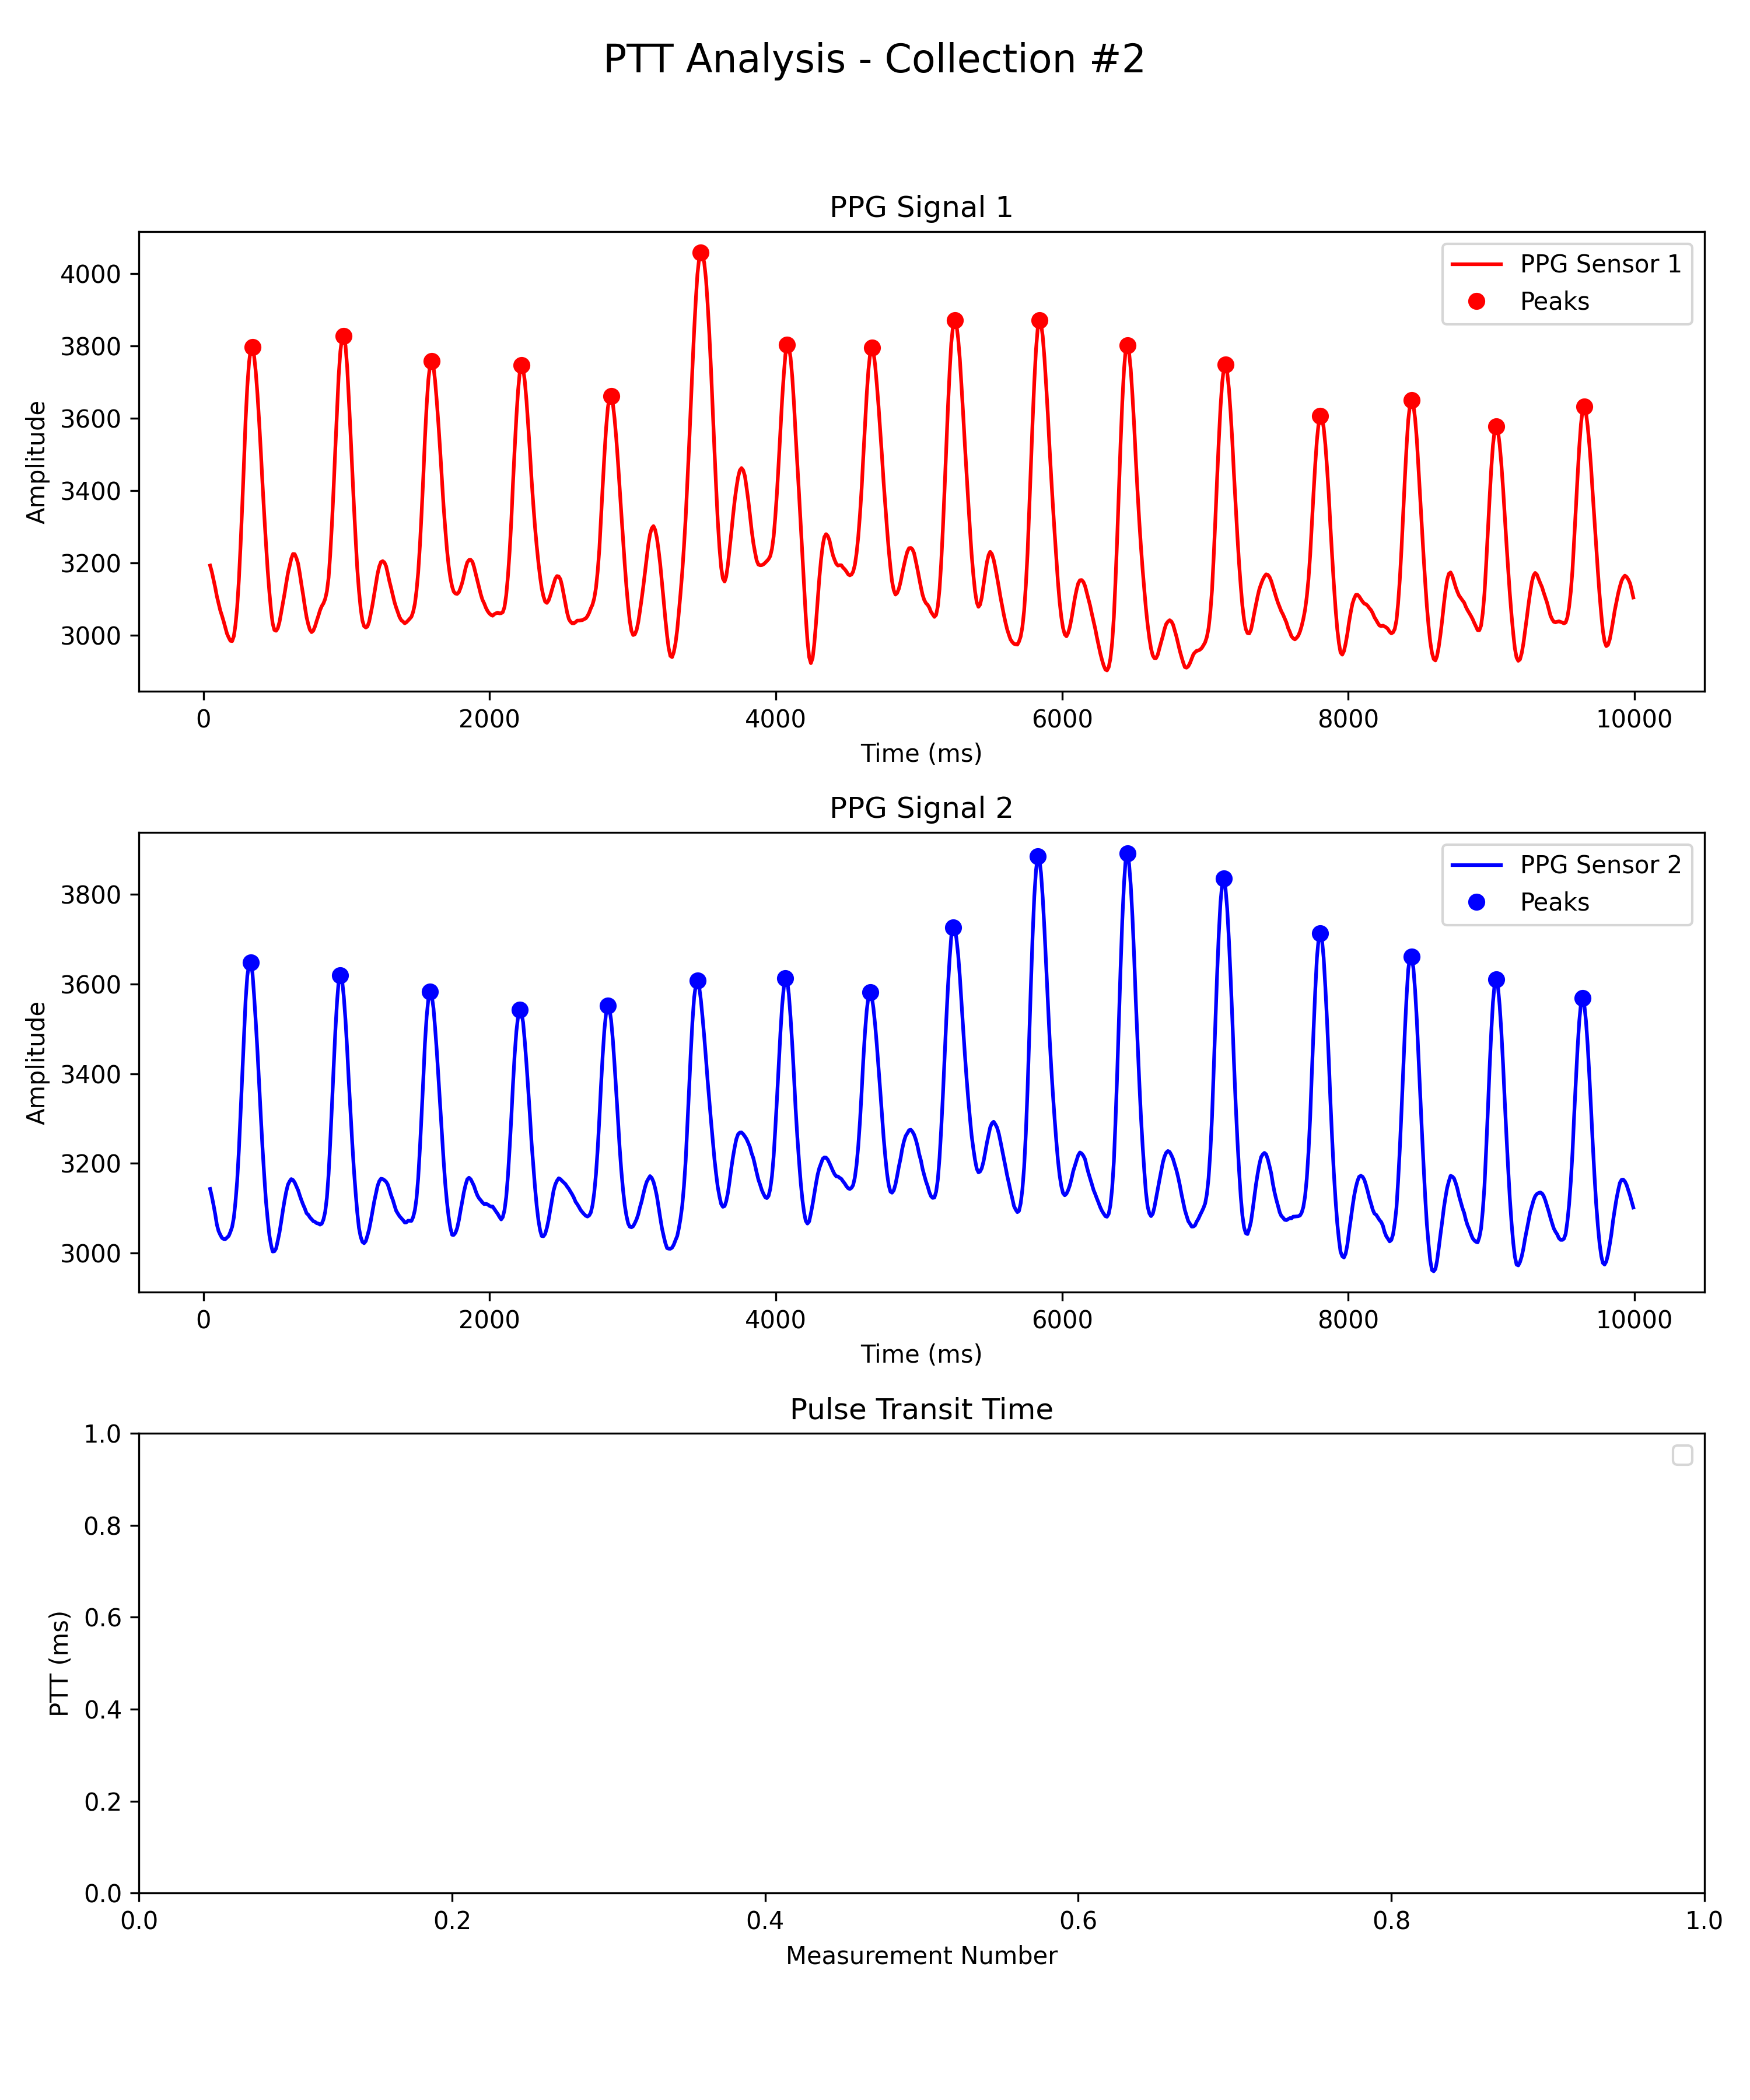 PTT Analysis - Collection #2
PPG Signal 1
Amplitude
4000
3800
3600
3400
3200
3000
PPG Sensor 1
Peaks
0 2000 4000 6000 8000 10000
Time (ms)
PPG Signal 2
Amplitude
3800
3600
3400
3200
3000
PPG Sensor 2
Peaks
0 2000 4000 6000 8000 10000
Time (ms)
Pulse Transit Time
PTT (ms)
1.0
0.8
0.6
0.4
0.2
0.0
0.0 0.2 0.4 0.6 0.8 1.0
Measurement Number